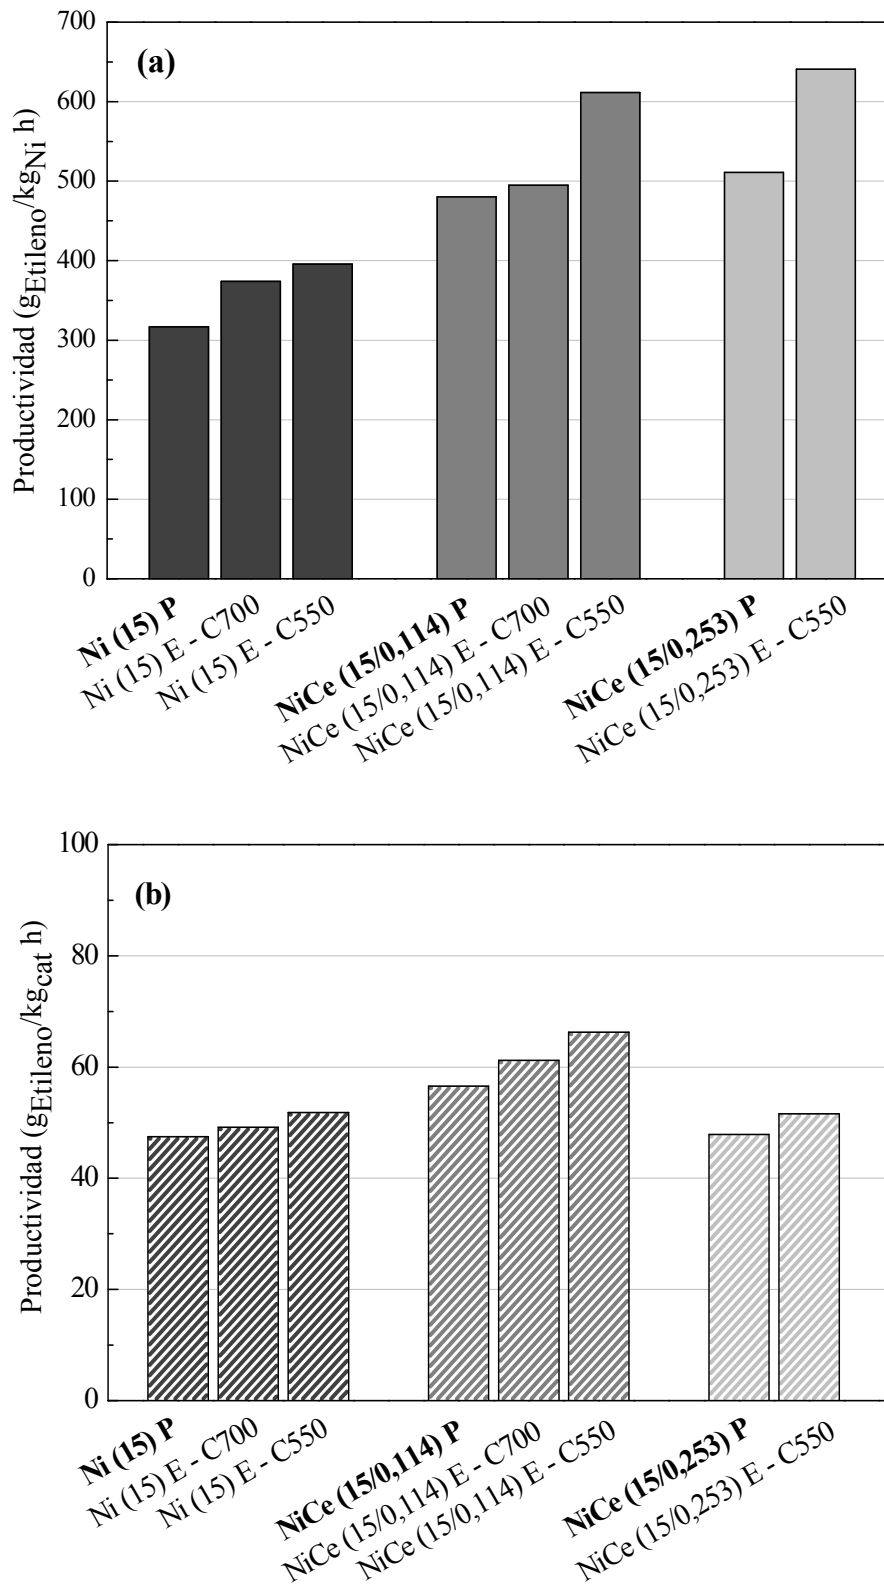 (a)
Productividad (gEtileno/kgNi h)
700
600
500
400
300
200
100
0
Ni (15) P
Ni (15) E - C700
Ni (15) E - C550
NiCe (15/0,114) P
NiCe (15/0,114) E - C700
NiCe (15/0,114) E - C550
NiCe (15/0,253) P
NiCe (15/0,253) E - C550
(b)
Productividad (gEtileno/kgcat h)
100
80
60
40
20
0
Ni (15) P
Ni (15) E - C700
Ni (15) E - C550
NiCe (15/0,114) P
NiCe (15/0,114) E - C700
NiCe (15/0,114) E - C550
NiCe (15/0,253) P
NiCe (15/0,253) E - C550